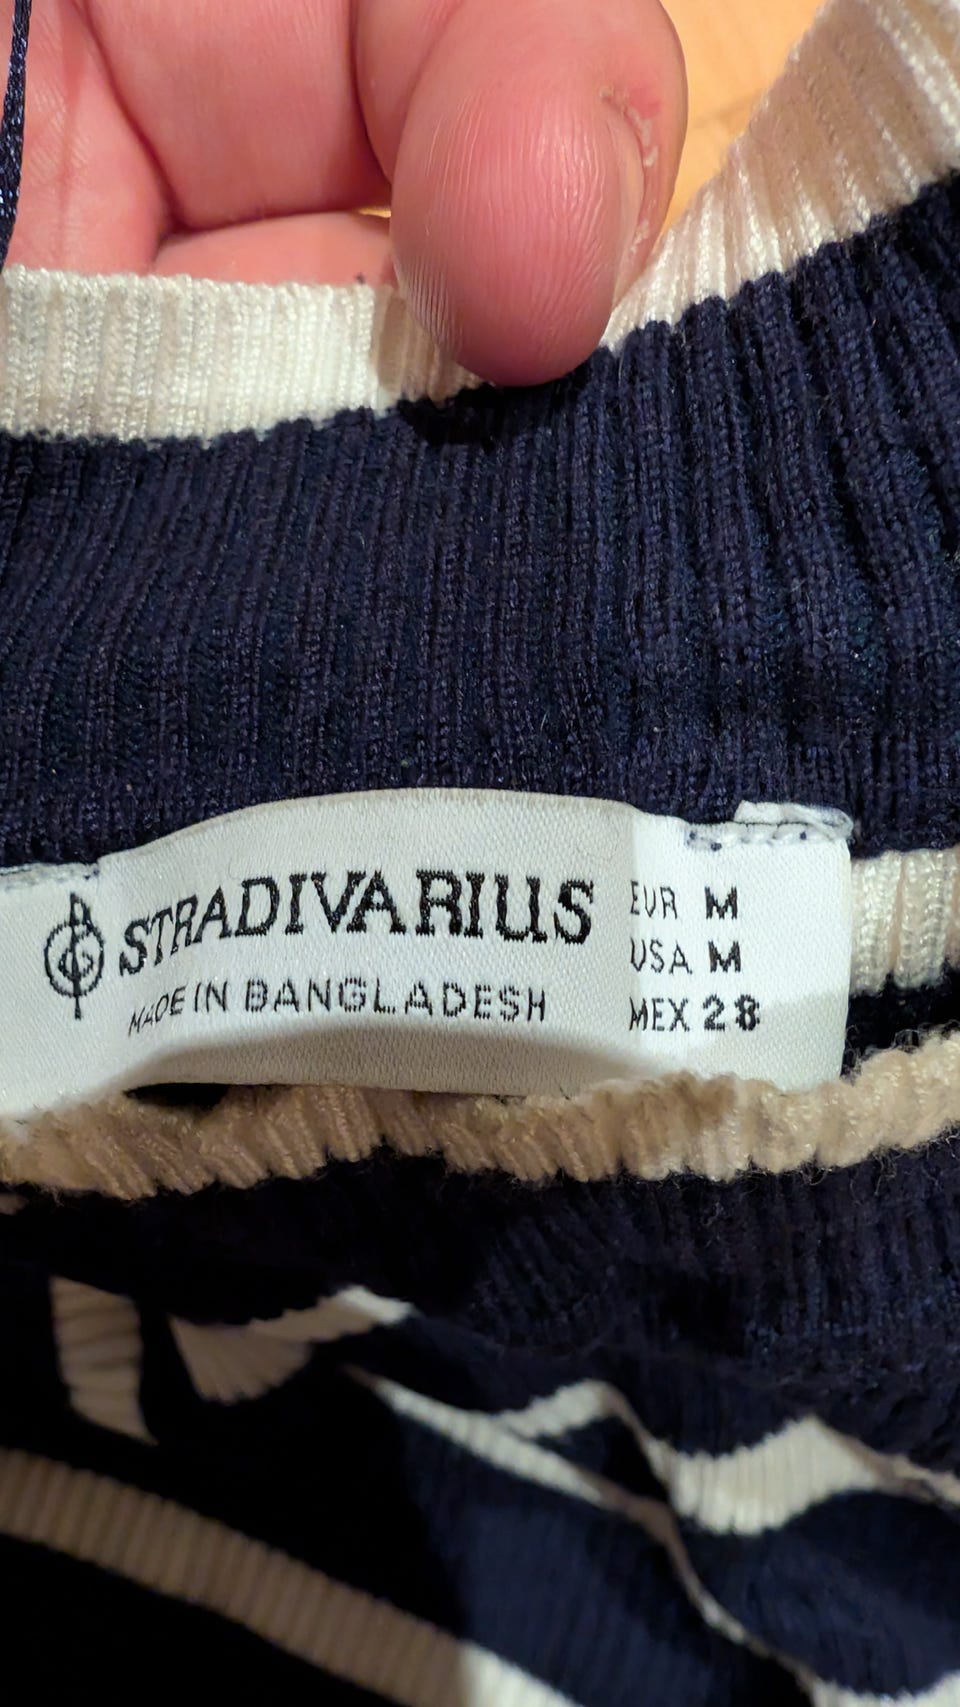 STRADIVARIUS
MADE IN BANGLADESH
EUR M
USA M
MEX 28